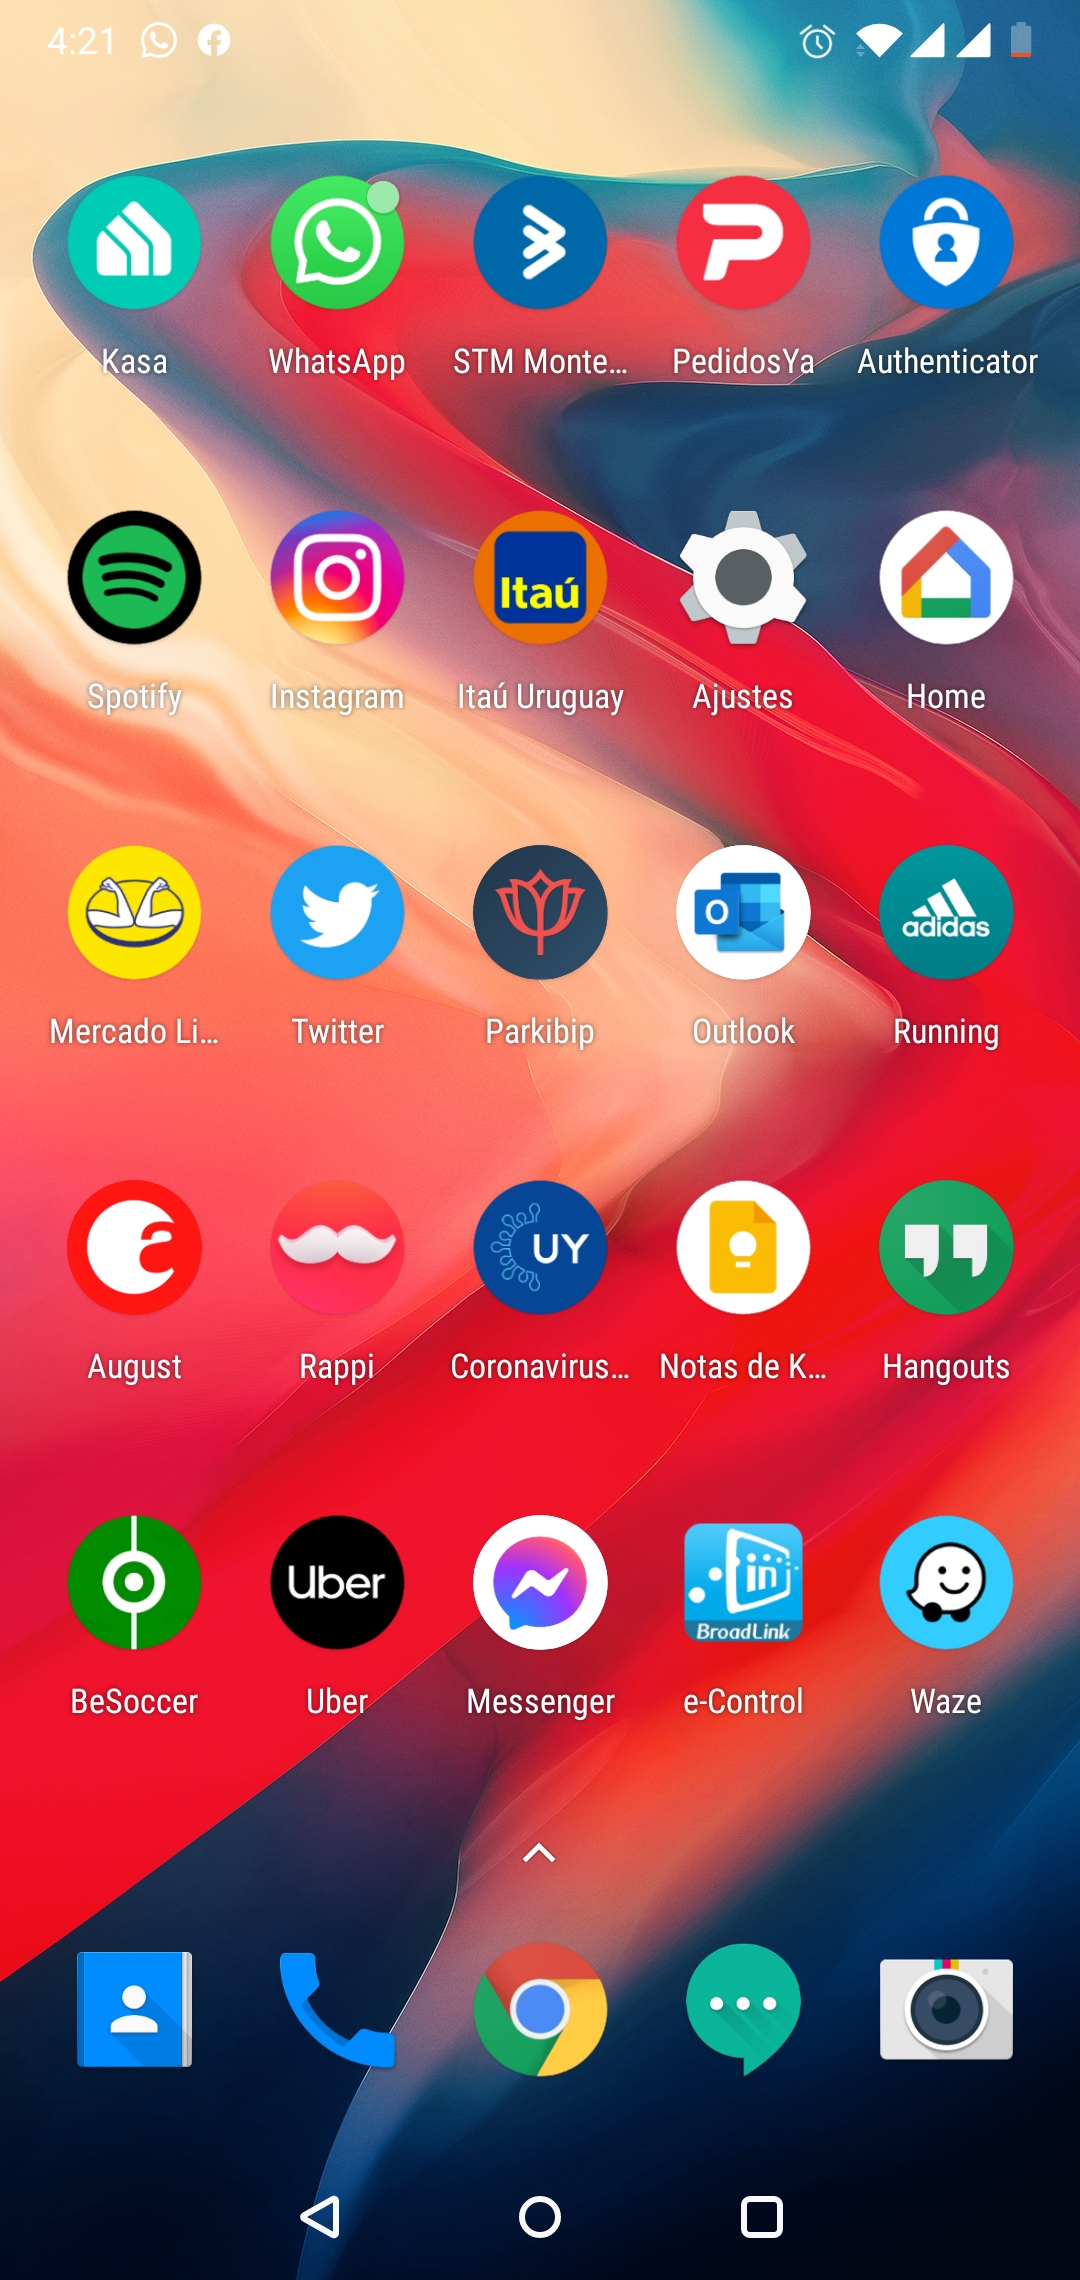 4:21
Kasa WhatsApp STM Monte... PedidosYa Authenticator
Itaú
Spotify Instagram Itaú Uruguay Ajustes Home
O
adidas
Mercado Li... Twitter Parkibip Outlook Running
a
UY
August Rappi Coronavirus... Notas de K... Hangouts
Uber
in
BroadLink
BeSoccer Uber Messenger e-Control Waze